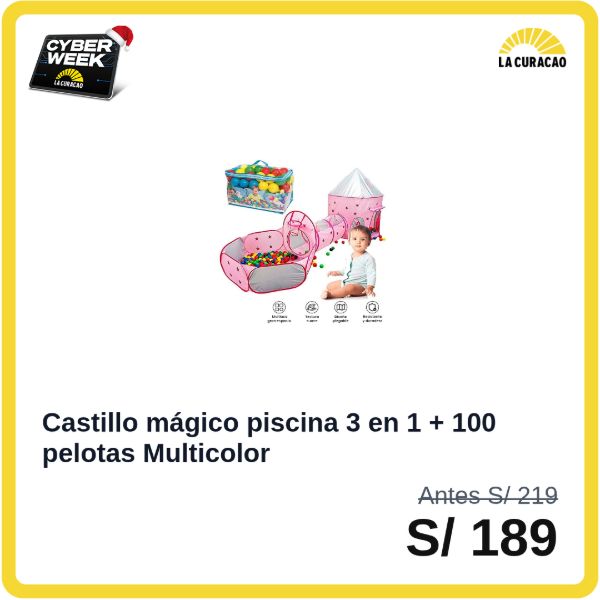 CYBER
WEEK
LA CURACAO
LA CURACAO
Castillo mágico piscina 3 en 1 + 100
pelotas Multicolor
Antes S/ 219
S/ 189